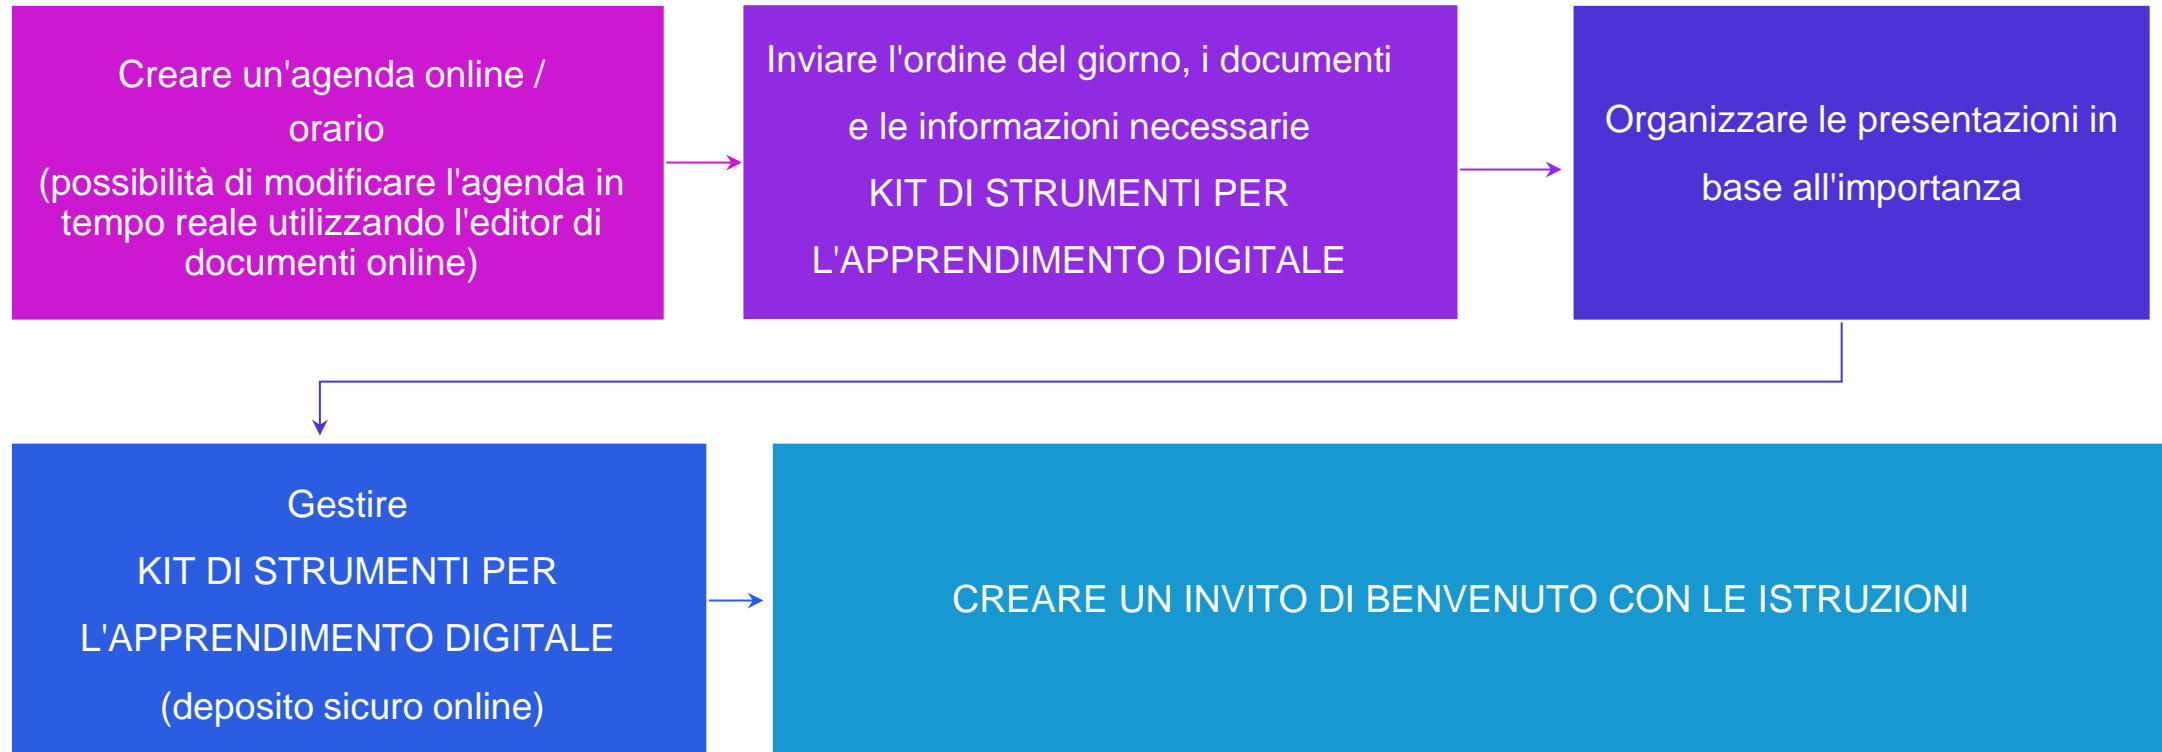 Creare un'agenda online /
orario
(possibilità di modificare l'agenda in
tempo reale utilizzando l'editor di
documenti online)
Inviare l'ordine del giorno, i documenti
e le informazioni necessarie
KIT DI STRUMENTI PER
L'APPRENDIMENTO DIGITALE
Organizzare le presentazioni in
base all'importanza
Gestire
KIT DI STRUMENTI PER
L'APPRENDIMENTO DIGITALE
(deposito sicuro online)
CREARE UN INVITO DI BENVENUTO CON LE ISTRUZIONI